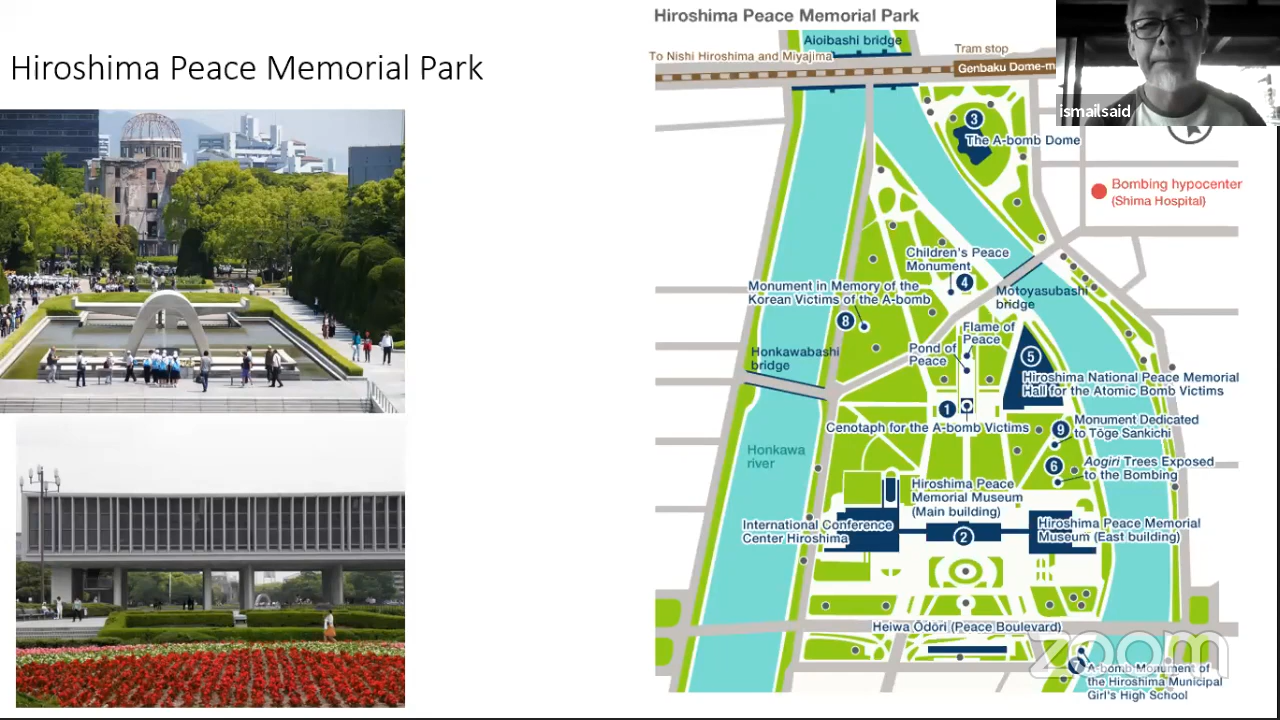 Hiroshima Peace Memorial Park
Hiroshima Peace Memorial Park
Aioibashi bridge
To Nishi Hiroshima and Miyajima
Tram stop
Genbaku Dome-m
ismailsaid
3
The A-bomb Dome
Bombing hypocenter
(Shima Hospital)
Children's Peace
Monument
4
Motoyasubashi
bridge
Monument in Memory of the
Korean Victims of the A-bomb
8
Flame of
Peace
Pond of
Peace
5
Honkawabashi
bridge
Hiroshima National Peace Memorial
Hall for the Atomic Bomb Victims
1
Cenotaph for the A-bomb Victims
9
Monument Dedicated
to Tōge Sankichi
Honkawa
river
6
Aogiri Trees Exposed
to the Bombing
Hiroshima Peace
Memorial Museum
(Main building)
International Conference
Center Hiroshima
2
Hiroshima Peace Memorial
Museum (East building)
Heiwa Ōdori (Peace Boulevard)
zoom
7
A-bomb Monument of
the Hiroshima Municipal
Girl's High School